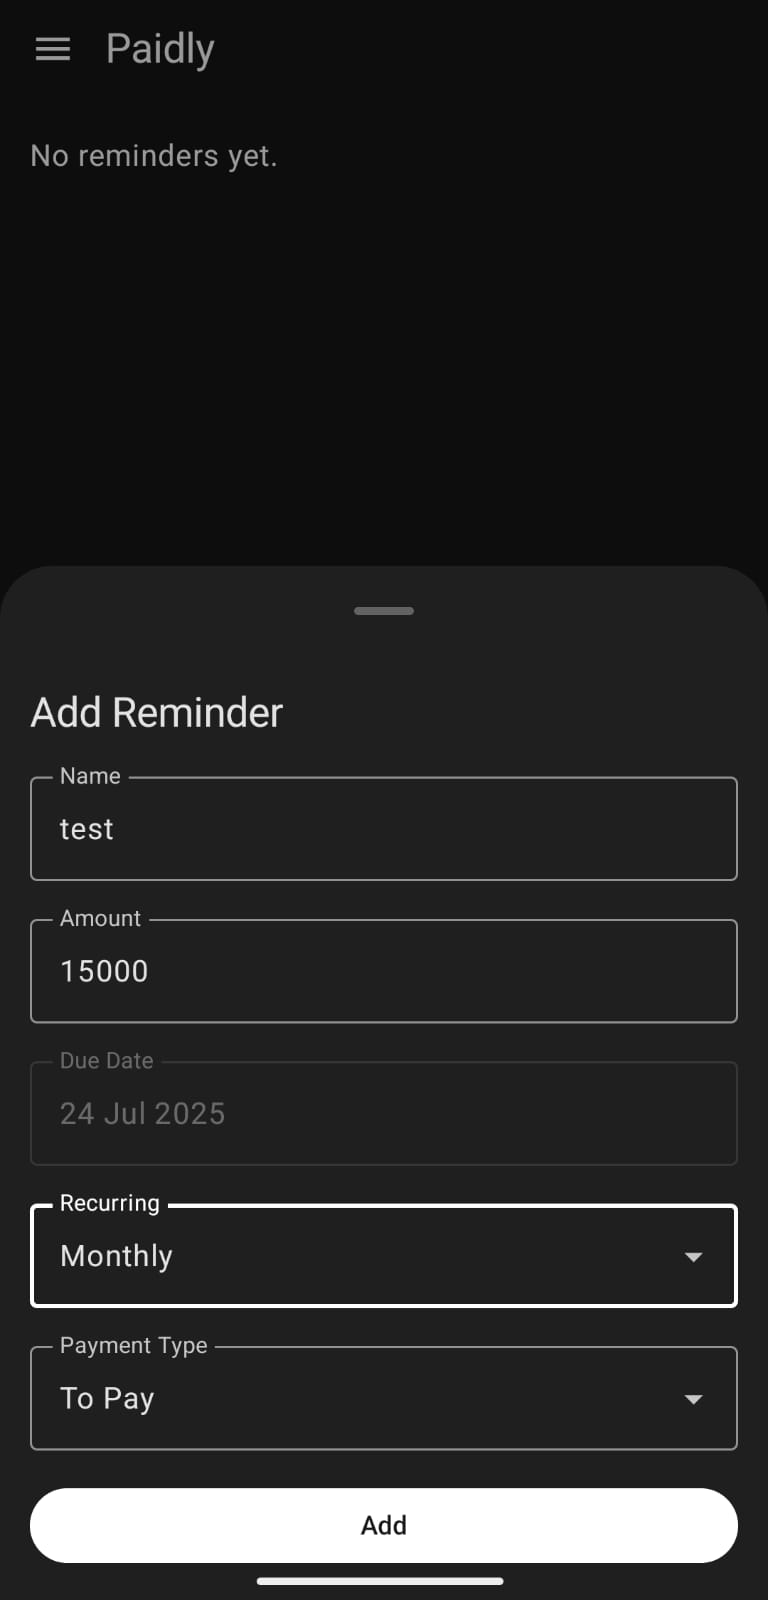 Paidly
No reminders yet.
Add Reminder
Name
test
Amount
15000
Due Date
24 Jul 2025
Recurring
Monthly
Payment Type
To Pay
Add